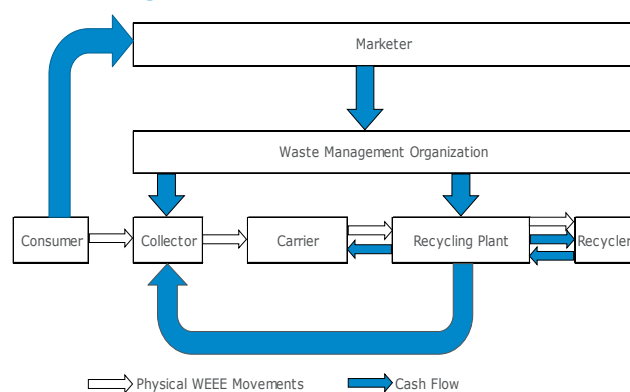 Marketer
Waste Management Organization
Consumer
Collector
Carrier
Recycling Plant
Recycler
Physical WEEE Movements
Cash Flow